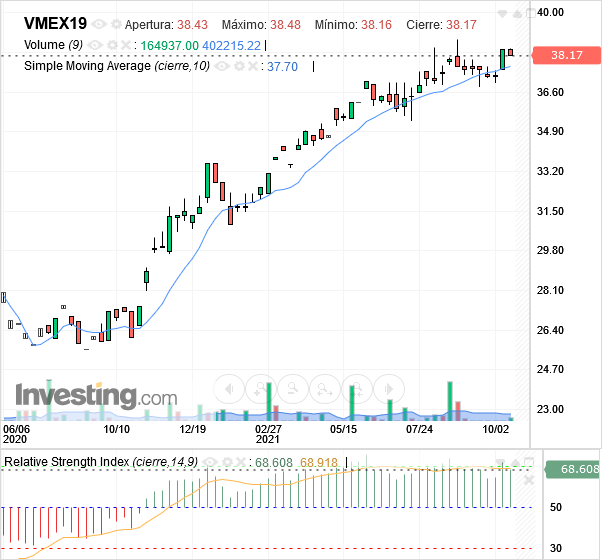 VMEX19 Apertura: 38.43 Máximo: 38.48 Mínimo: 38.16 Cierre: 38.17
Volume (9) : 164937.00 402215.22
Simple Moving Average (cierre,10) : 37.70
40.00
38.17
36.60
34.90
33.20
31.50
29.80
28.10
26.40
24.70
23.00
Investing.com
06/06 10/10 12/19 02/27 05/15 07/24 10/02
2020 2021
Relative Strength Index (cierre,14,9) : 68.608 68.918
68.608
50
30